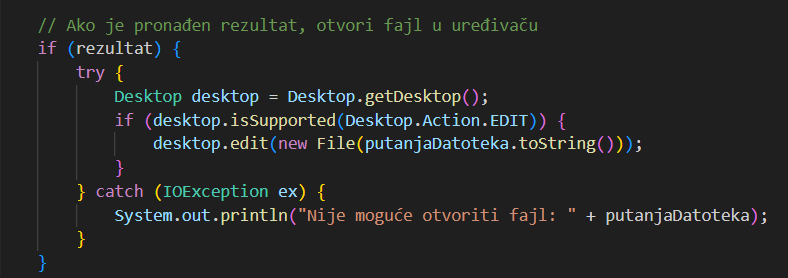 // Ako je pronađen rezultat, otvori fajl u uređivaču
if (rezultat) {
try {
Desktop desktop = Desktop.getDesktop();
if (desktop.isSupported(Desktop.Action.EDIT)) {
desktop.edit(new File(putanjaDatoteka.toString()));
}
} catch (IOException ex) {
System.out.println("Nije moguće otvoriti fajl: " + putanjaDatoteka);
}
}